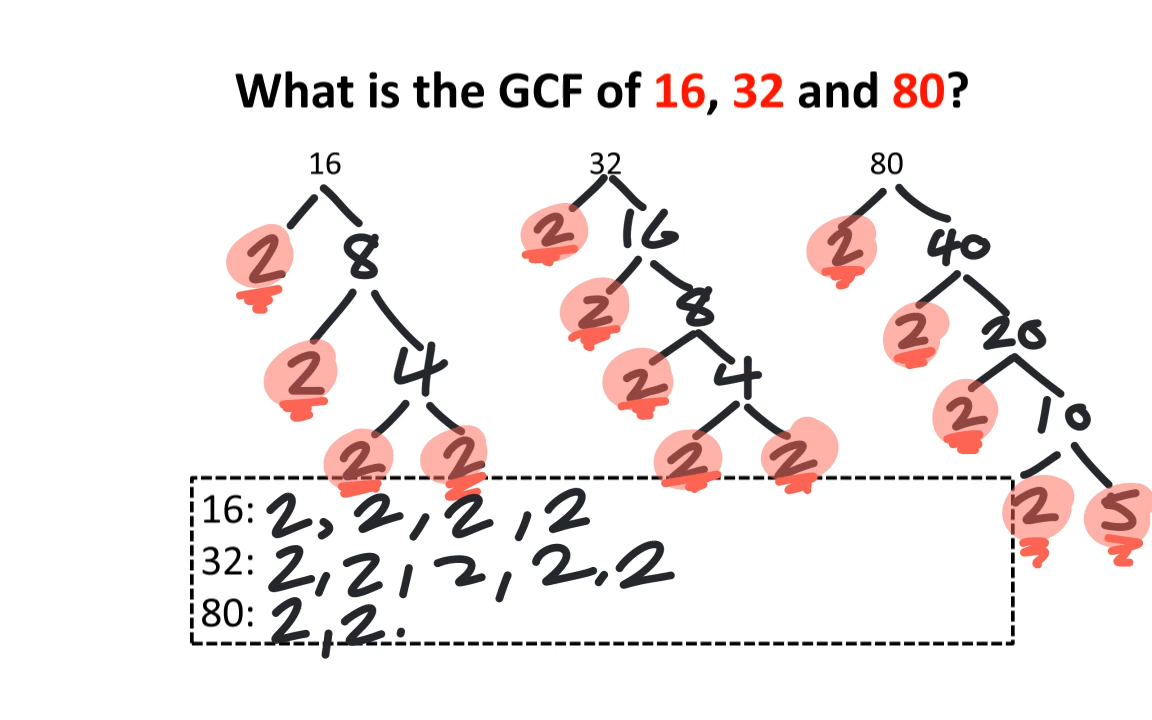 What is the GCF of 16, 32 and 80?
16 32 80
2 8 2 16 2 40
2 4 2 8 2 20
2 2 2 4 2 10
2 2 2 5
16: 2, 2, 2, 2
32: 2, 2, 2, 2, 2
80: 2, 2.